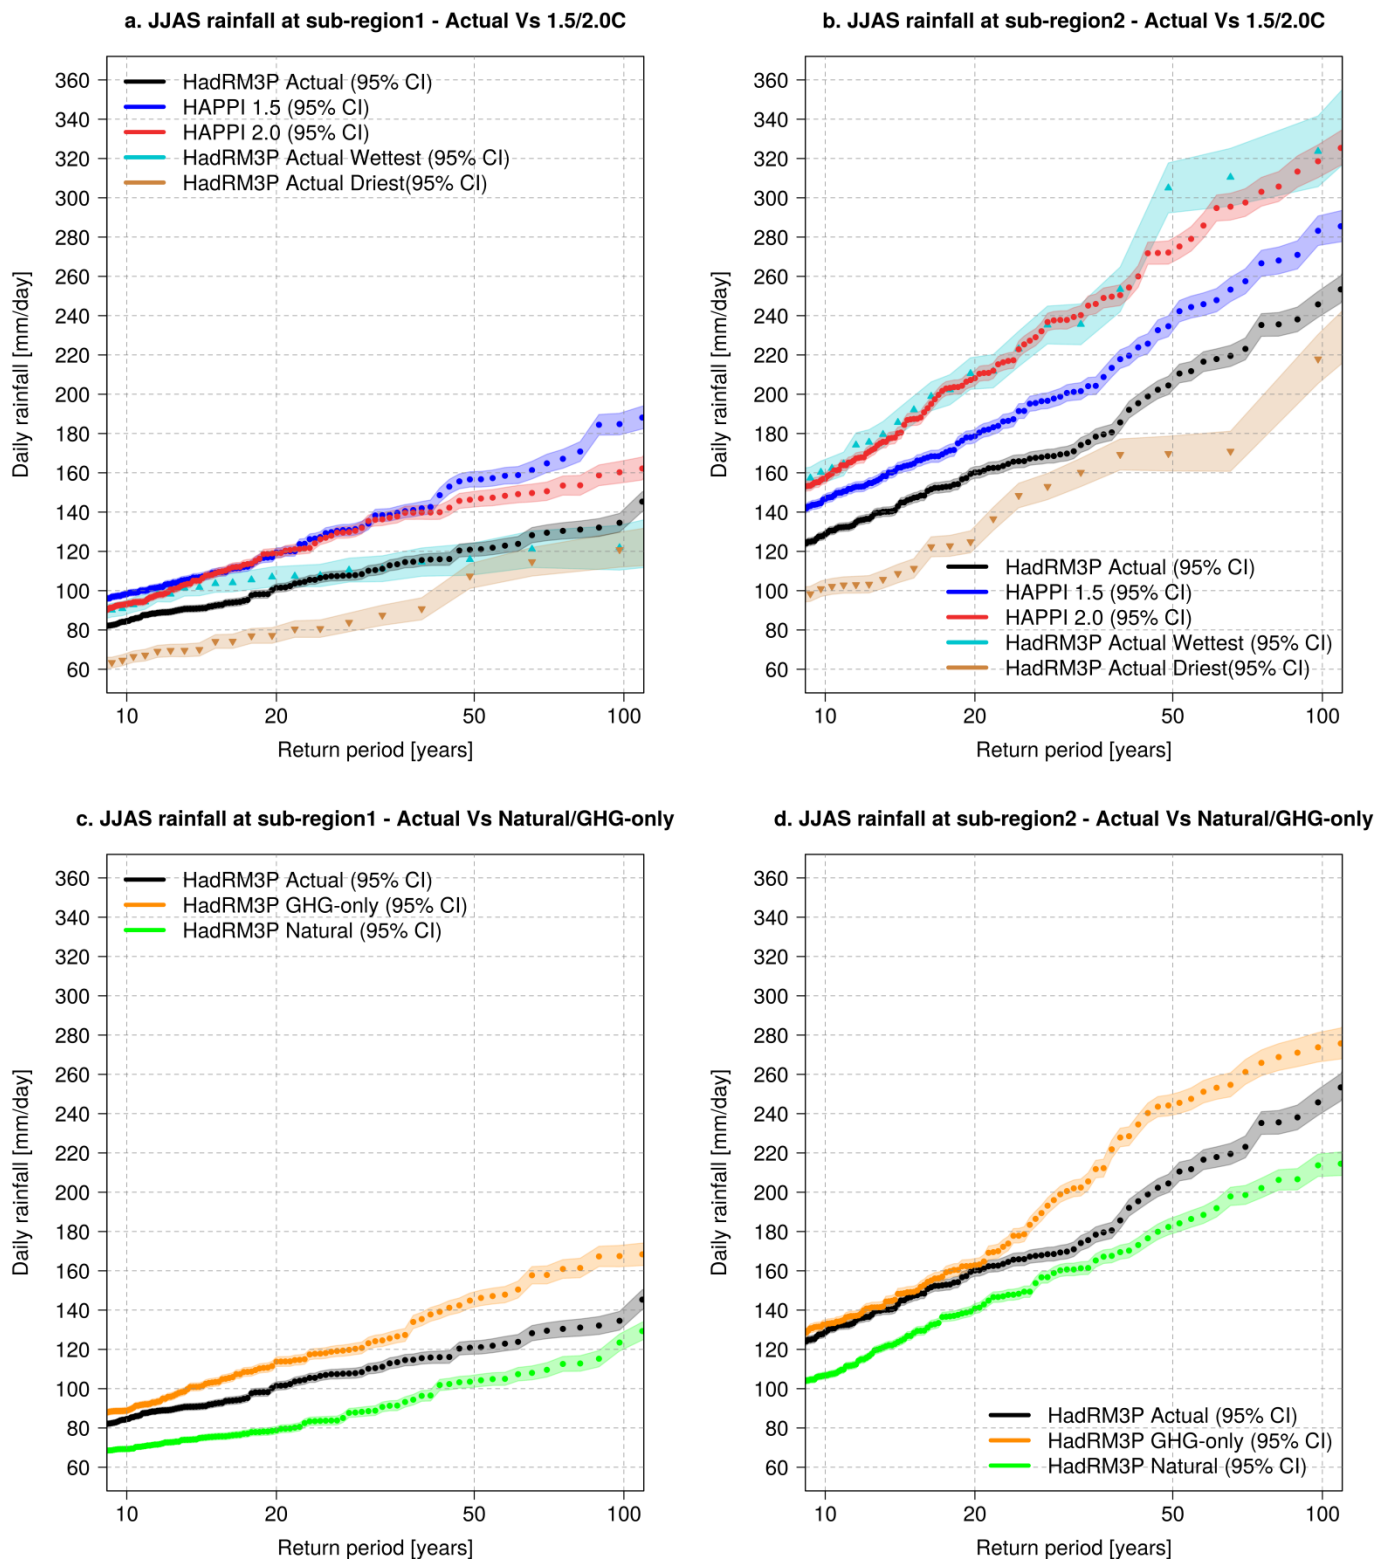 a. JJAS rainfall at sub-region1 - Actual Vs 1.5/2.0C
360
340
320
300
280
260
240
220
200
180
160
140
120
100
80
60
Daily rainfall [mm/day]
HadRM3P Actual (95% CI)
HAPPI 1.5 (95% CI)
HAPPI 2.0 (95% CI)
HadRM3P Actual Wettest (95% CI)
HadRM3P Actual Driest(95% CI)
10 20 50 100
Return period [years]
b. JJAS rainfall at sub-region2 - Actual Vs 1.5/2.0C
360
340
320
300
280
260
240
220
200
180
160
140
120
100
80
60
Daily rainfall [mm/day]
HadRM3P Actual (95% CI)
HAPPI 1.5 (95% CI)
HAPPI 2.0 (95% CI)
HadRM3P Actual Wettest (95% CI)
HadRM3P Actual Driest(95% CI)
10 20 50 100
Return period [years]
c. JJAS rainfall at sub-region1 - Actual Vs Natural/GHG-only
360
340
320
300
280
260
240
220
200
180
160
140
120
100
80
60
Daily rainfall [mm/day]
HadRM3P Actual (95% CI)
HadRM3P GHG-only (95% CI)
HadRM3P Natural (95% CI)
10 20 50 100
Return period [years]
d. JJAS rainfall at sub-region2 - Actual Vs Natural/GHG-only
360
340
320
300
280
260
240
220
200
180
160
140
120
100
80
60
Daily rainfall [mm/day]
HadRM3P Actual (95% CI)
HadRM3P GHG-only (95% CI)
HadRM3P Natural (95% CI)
10 20 50 100
Return period [years]